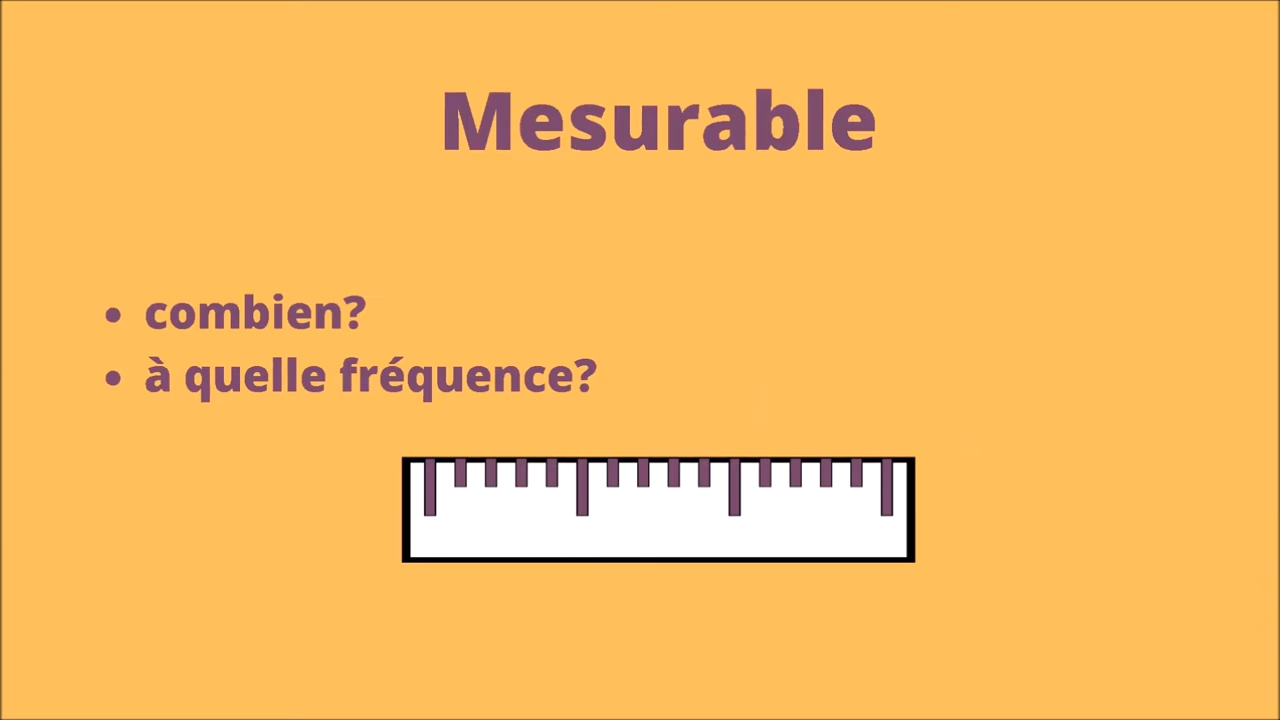 Mesurable
• combien?
• à quelle fréquence?